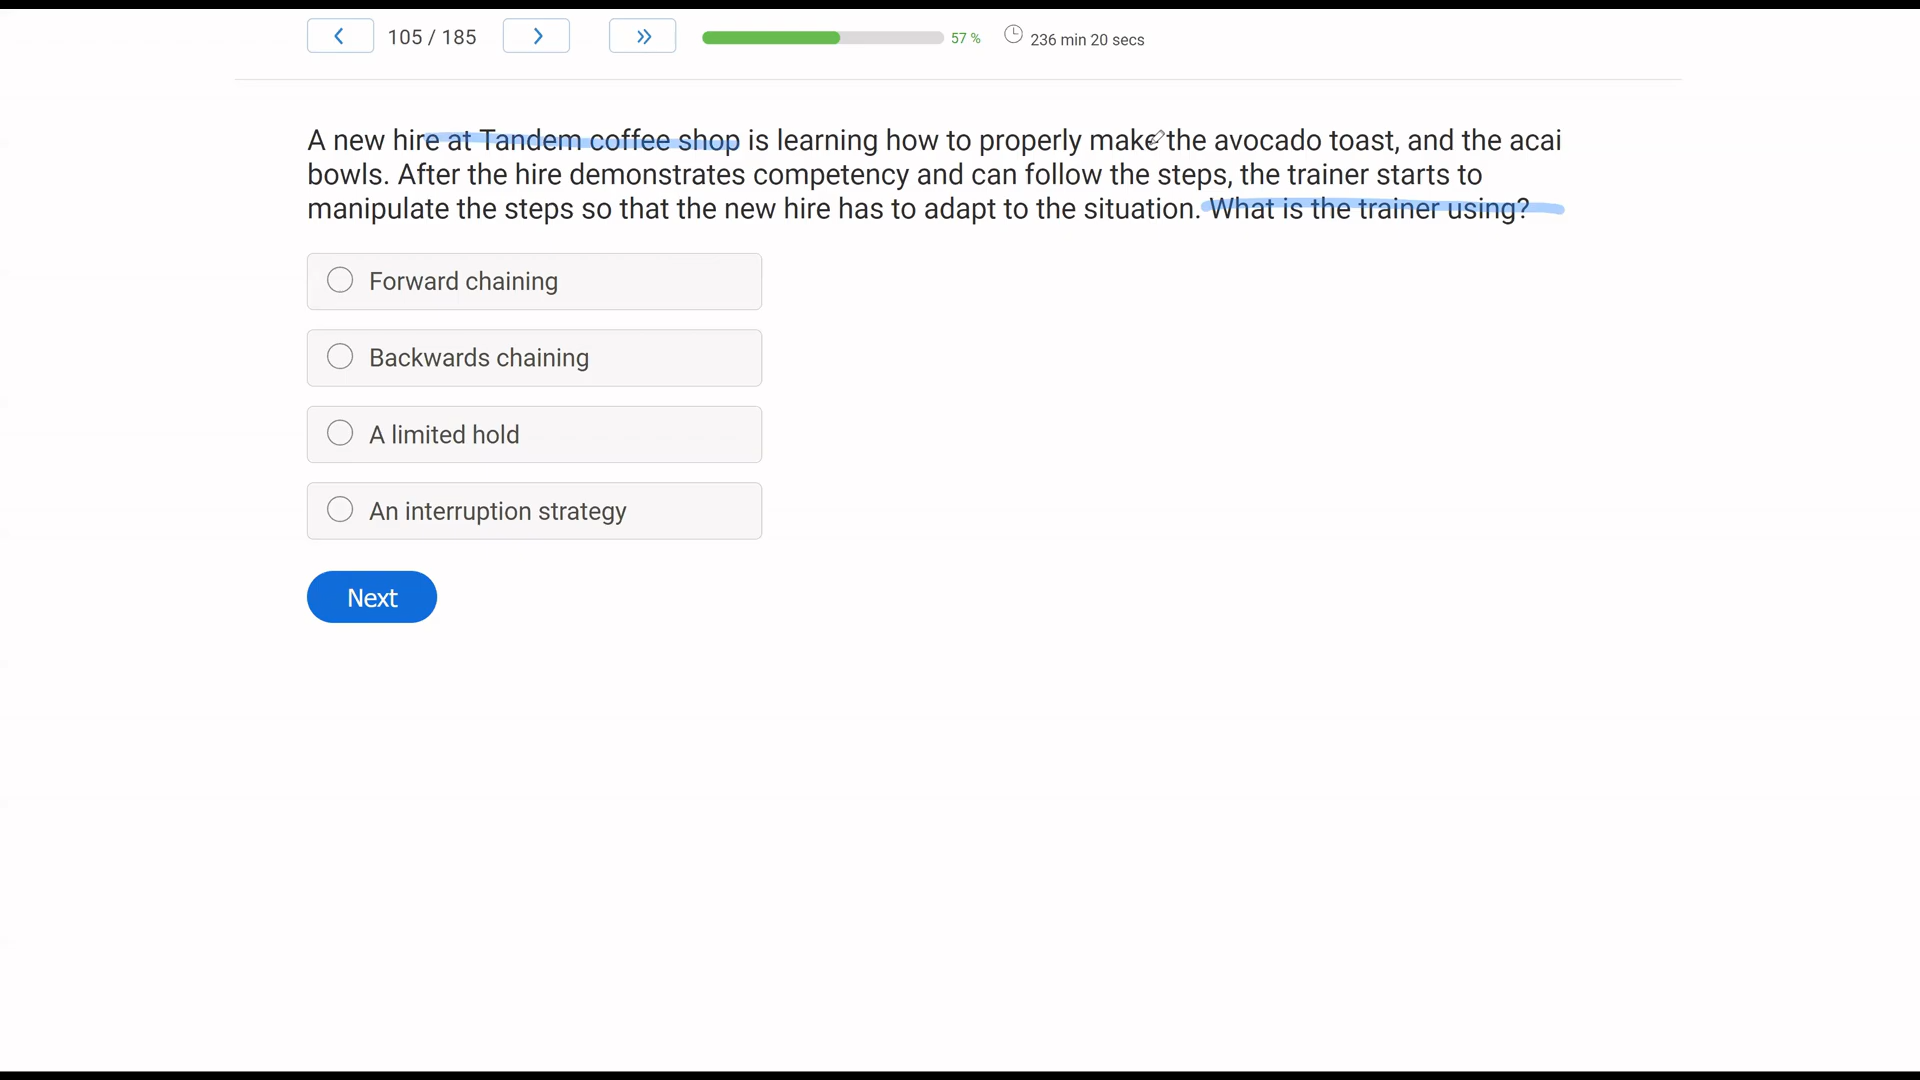 105 / 185
57 %
236 min 20 secs
A new hire at Tandem coffee shop is learning how to properly make the avocado toast, and the acai
bowls. After the hire demonstrates competency and can follow the steps, the trainer starts to
manipulate the steps so that the new hire has to adapt to the situation. What is the trainer using?
Forward chaining
Backwards chaining
A limited hold
An interruption strategy
Next